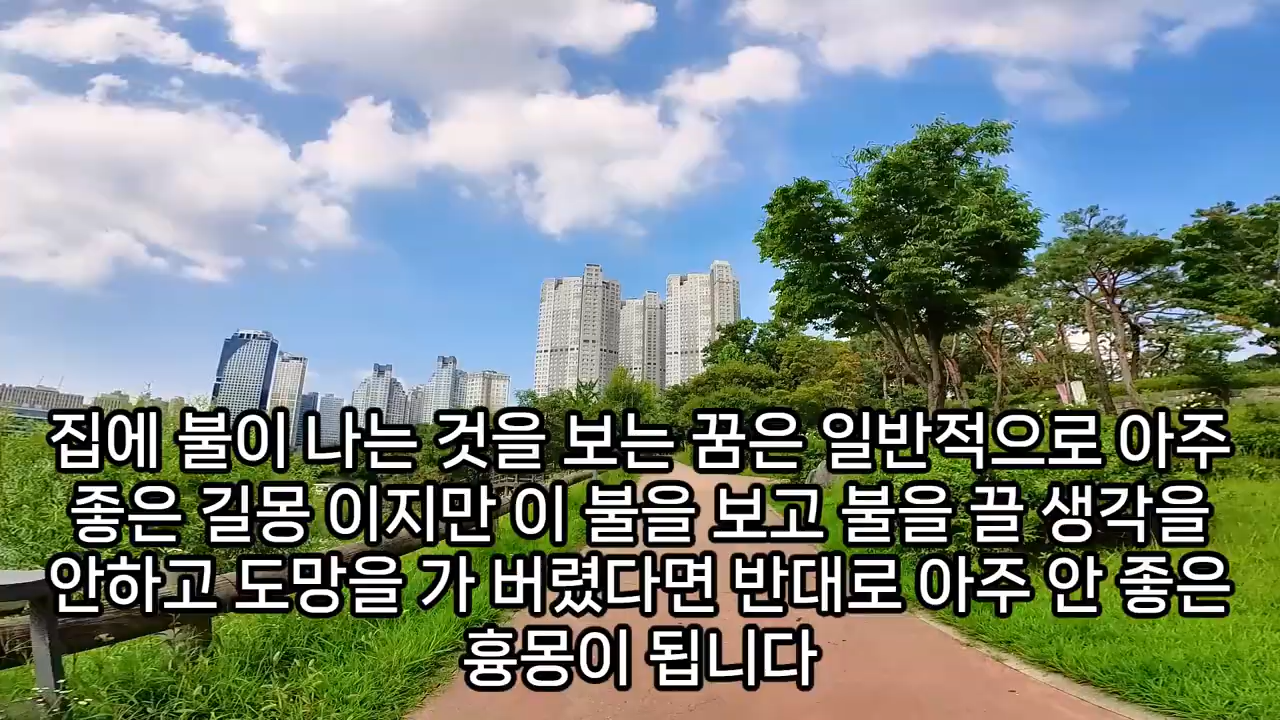 집에 불이 나는 것을 보는 꿈은 일반적으로 아주
좋은 길몽 이지만 이 불을 보고 불을 끌 생각을
안하고 도망을 가 버렸다면 반대로 아주 안 좋은
흉몽이 됩니다